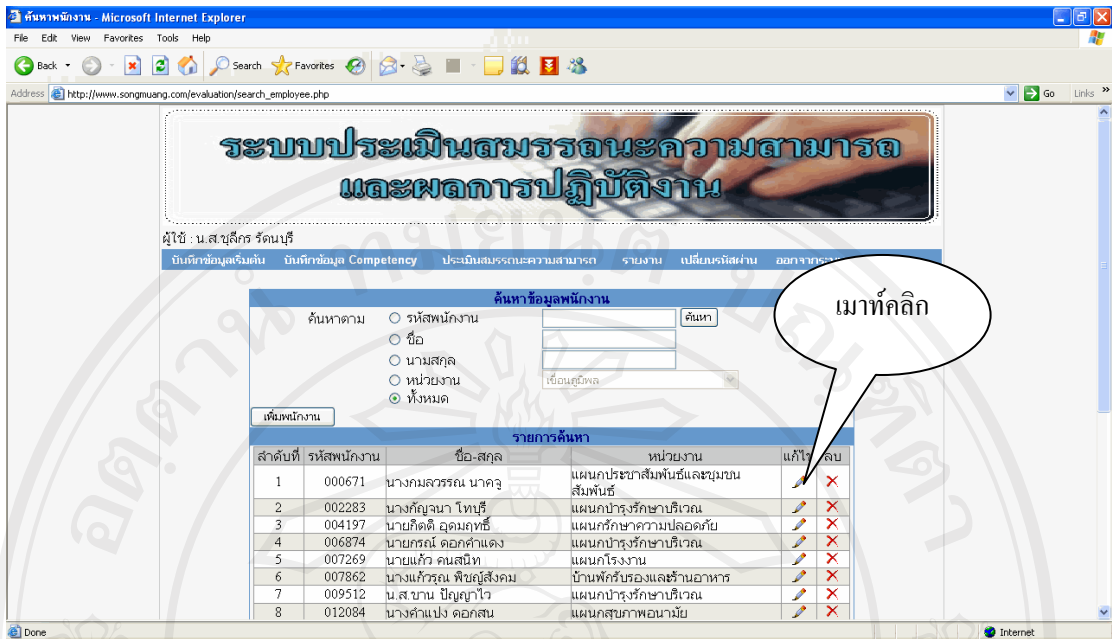 ค้นหาพนักงาน - Microsoft Internet Explorer
File Edit View Favorites Tools Help
Back Search Favorites
Address http://www.songmuang.com/evaluation/search_employee.php Go Links »
ระบบประเมินสมรรถนะความสามารถ
และผลการปฏิบัติงาน
ผู้ใช้ : น.ส.ชุลีกร รัตนบุรี
บันทึกข้อมูลเริ่มต้น บันทึกข้อมูล Competency ประเมินสมรรถนะความสามารถ รายงาน เปลี่ยนรหัสผ่าน ออกจากระบบ
เมาท์คลิก
ค้นหาข้อมูลพนักงาน
ค้นหาตาม รหัสพนักงาน ค้นหา
ชื่อ
นามสกุล
หน่วยงาน เขื่อนภูมิพล
ทั้งหมด
เพิ่มพนักงาน
รายการค้นหา
ลำดับที่ รหัสพนักงาน ชื่อ-สกุล หน่วยงาน แก้ไข ลบ
1 000671 นางกมลวรรณ นาคจู แผนกประชาสัมพันธ์และชุมชน
สัมพันธ์
2 002283 นางกัญจนา โทบุรี แผนกบำรุงรักษาบริเวณ
3 004197 นายกิตติ อุดมฤทธิ์ แผนกรักษาความปลอดภัย
4 006874 นายกรณ์ ดอกคำแดง แผนกบำรุงรักษาบริเวณ
5 007269 นายแก้ว คนสนิท แผนกโรงงาน
6 007862 นางแก้วรุณ พิชญ์สังคม บ้านพักรับรองและร้านอาหาร
7 009512 น.ส.ขาน ปัญญาไว แผนกบำรุงรักษาบริเวณ
8 012084 นางคำแปง ดอกสน แผนกสุขภาพอนามัย
Done Internet